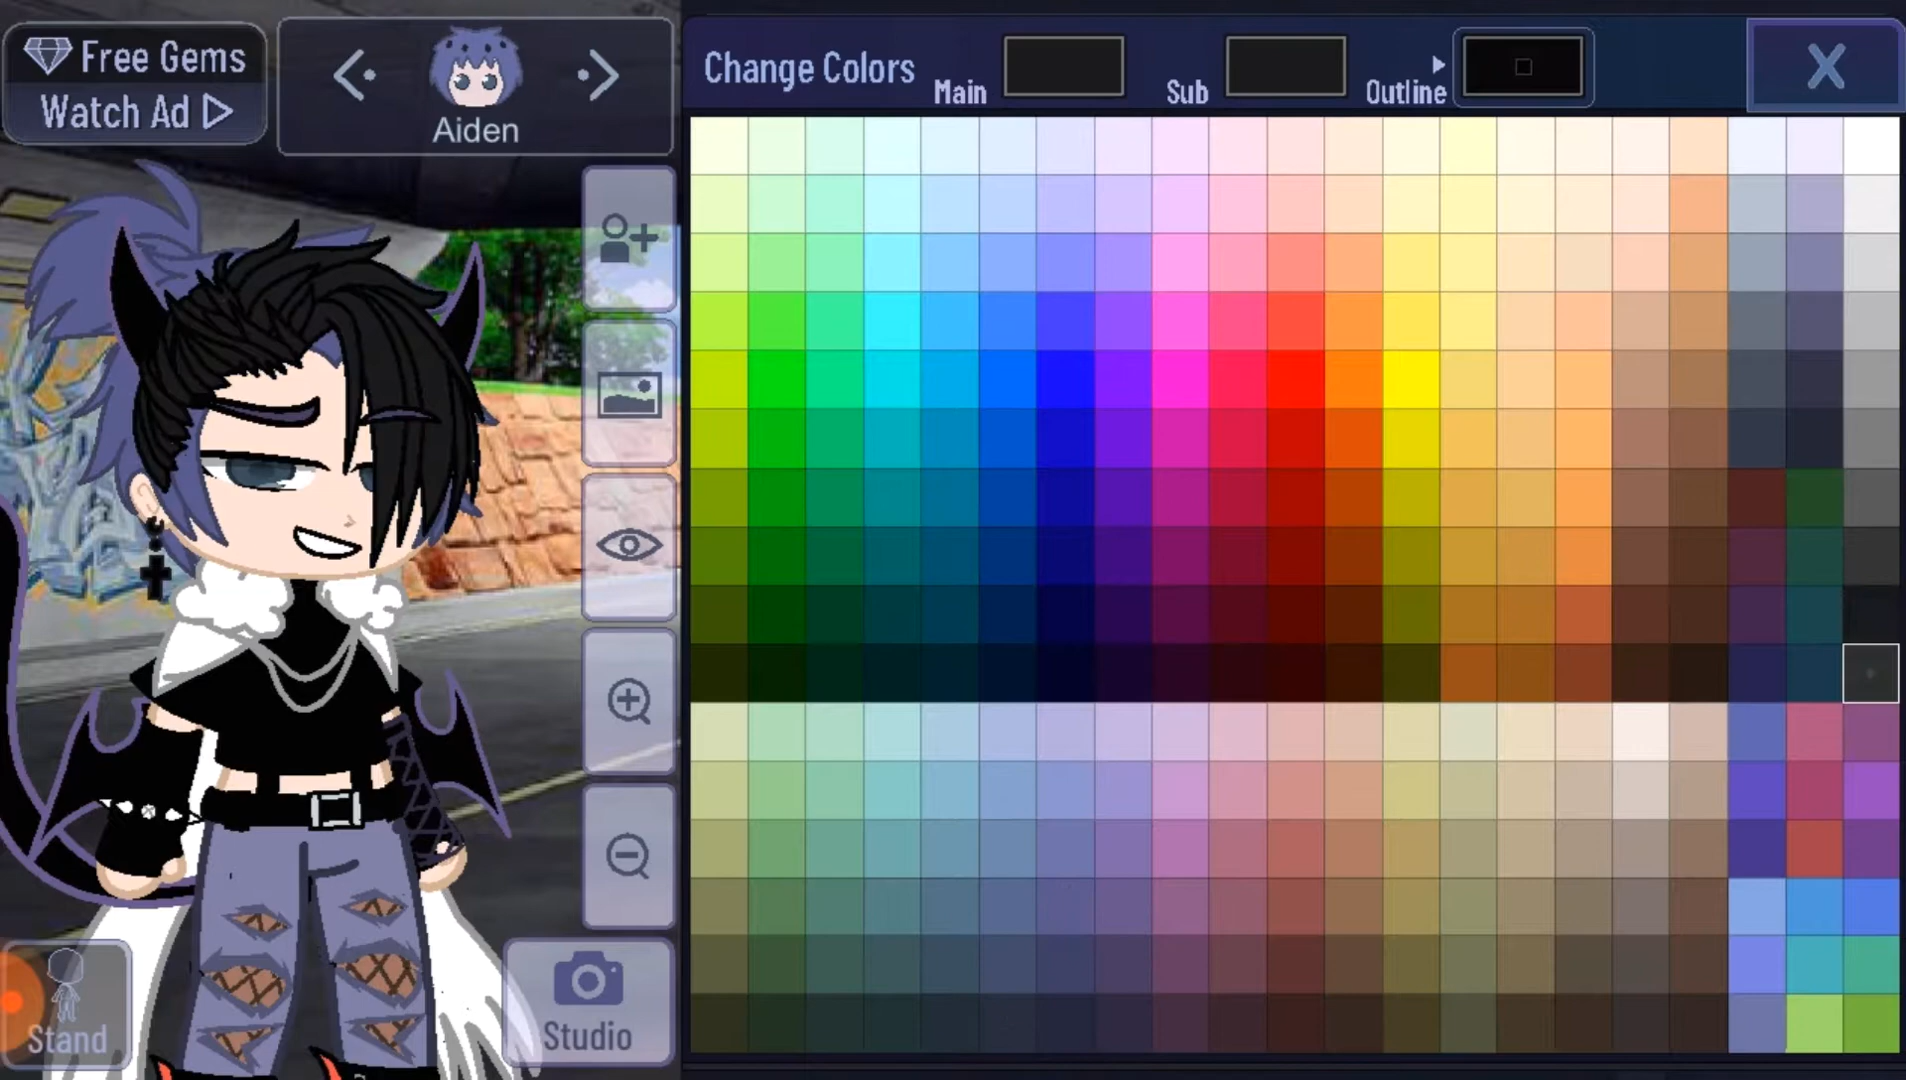 Free Gems
Watch Ad
Aiden
Change Colors
Main
Sub
Outline
X
Stand
Studio